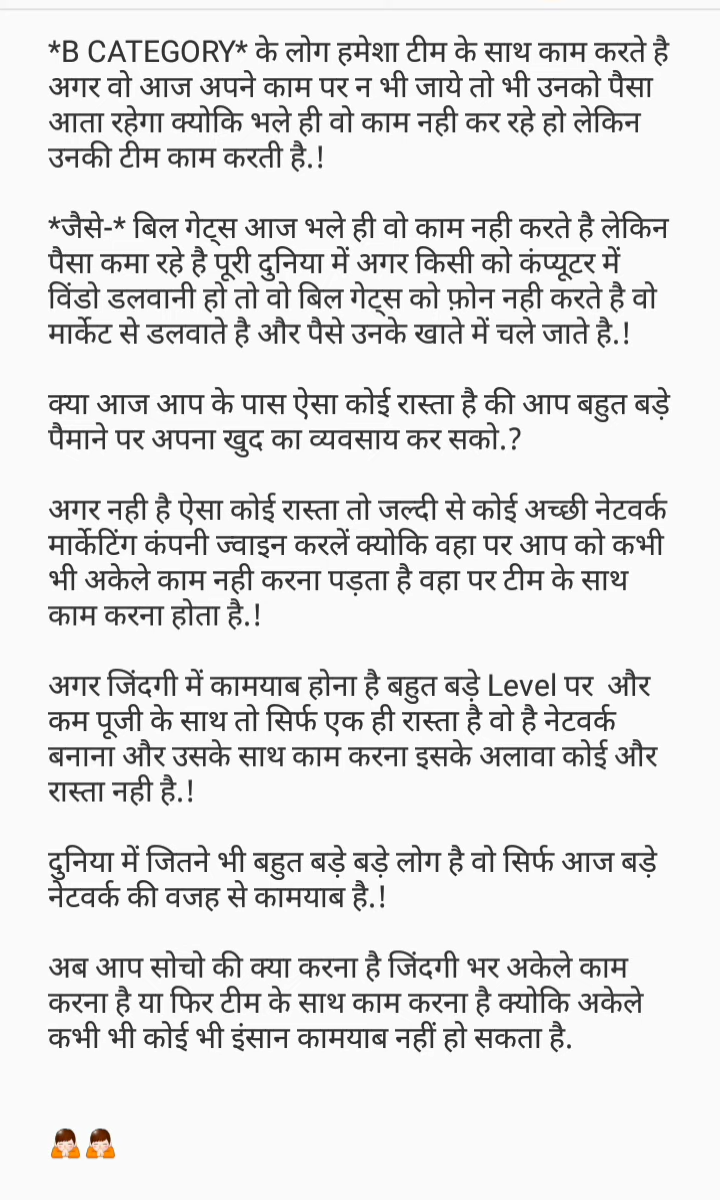 *B CATEGORY* के लोग हमेशा टीम के साथ काम करते है
अगर वो आज अपने काम पर न भी जाये तो भी उनको पैसा
आता रहेगा क्योकि भले ही वो काम नही कर रहे हो लेकिन
उनकी टीम काम करती है.!
*जैसे-* बिल गेट्स आज भले ही वो काम नही करते है लेकिन
पैसा कमा रहे है पूरी दुनिया में अगर किसी को कंप्यूटर में
विंडो डलवानी हो तो वो बिल गेट्स को फ़ोन नही करते है वो
मार्केट से डलवाते है और पैसे उनके खाते में चले जाते है.!
क्या आज आप के पास ऐसा कोई रास्ता है की आप बहुत बड़े
पैमाने पर अपना खुद का व्यवसाय कर सको.?
अगर नही है ऐसा कोई रास्ता तो जल्दी से कोई अच्छी नेटवर्क
मार्केटिंग कंपनी ज्वाइन करलें क्योकि वहा पर आप को कभी
भी अकेले काम नही करना पड़ता है वहा पर टीम के साथ
काम करना होता है.!
अगर जिंदगी में कामयाब होना है बहुत बड़े Level पर  और
कम पूजी के साथ तो सिर्फ एक ही रास्ता है वो है नेटवर्क
बनाना और उसके साथ काम करना इसके अलावा कोई और
रास्ता नही है.!
दुनिया में जितने भी बहुत बड़े बड़े लोग है वो सिर्फ आज बड़े
नेटवर्क की वजह से कामयाब है.!
अब आप सोचो की क्या करना है जिंदगी भर अकेले काम
करना है या फिर टीम के साथ काम करना है क्योकि अकेले
कभी भी कोई भी इंसान कामयाब नहीं हो सकता है.